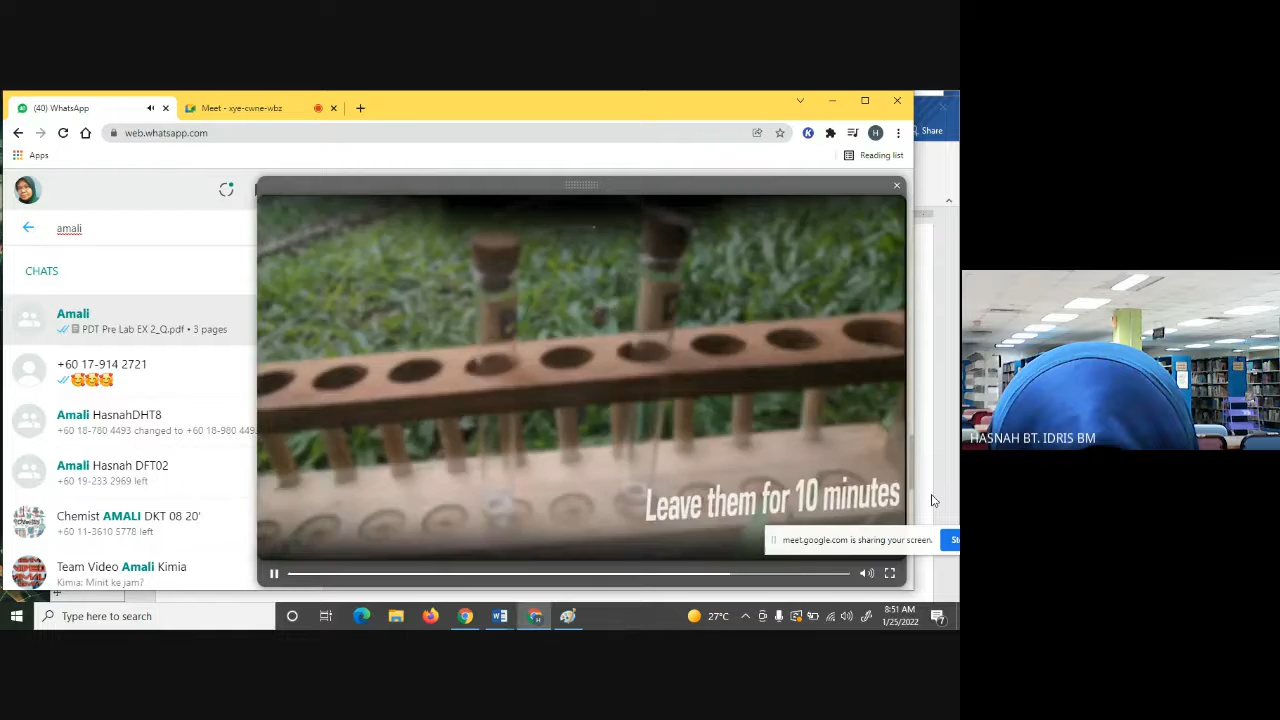 (40) WhatsApp
Meet - xye-cwne-wbz
web.whatsapp.com
Share
Apps
Reading list
H
amali
CHATS
Amali
PDT Pre Lab EX 2_Q.pdf • 3 pages
+60 17-914 2721
Amali HasnahDHT8
+60 18-780 4493 changed to +60 18-980 449
Amali Hasnah DFT02
+60 19-233 2969 left
Chemist AMALI DKT 08 20'
+60 11-3610 5778 left
Team Video Amali Kimia
Kimia: Minit ke jam?
Leave them for 10 minutes
meet.google.com is sharing your screen.
HASNAH BT. IDRIS BM
Type here to search
27°C
8:51 AM
1/25/2022